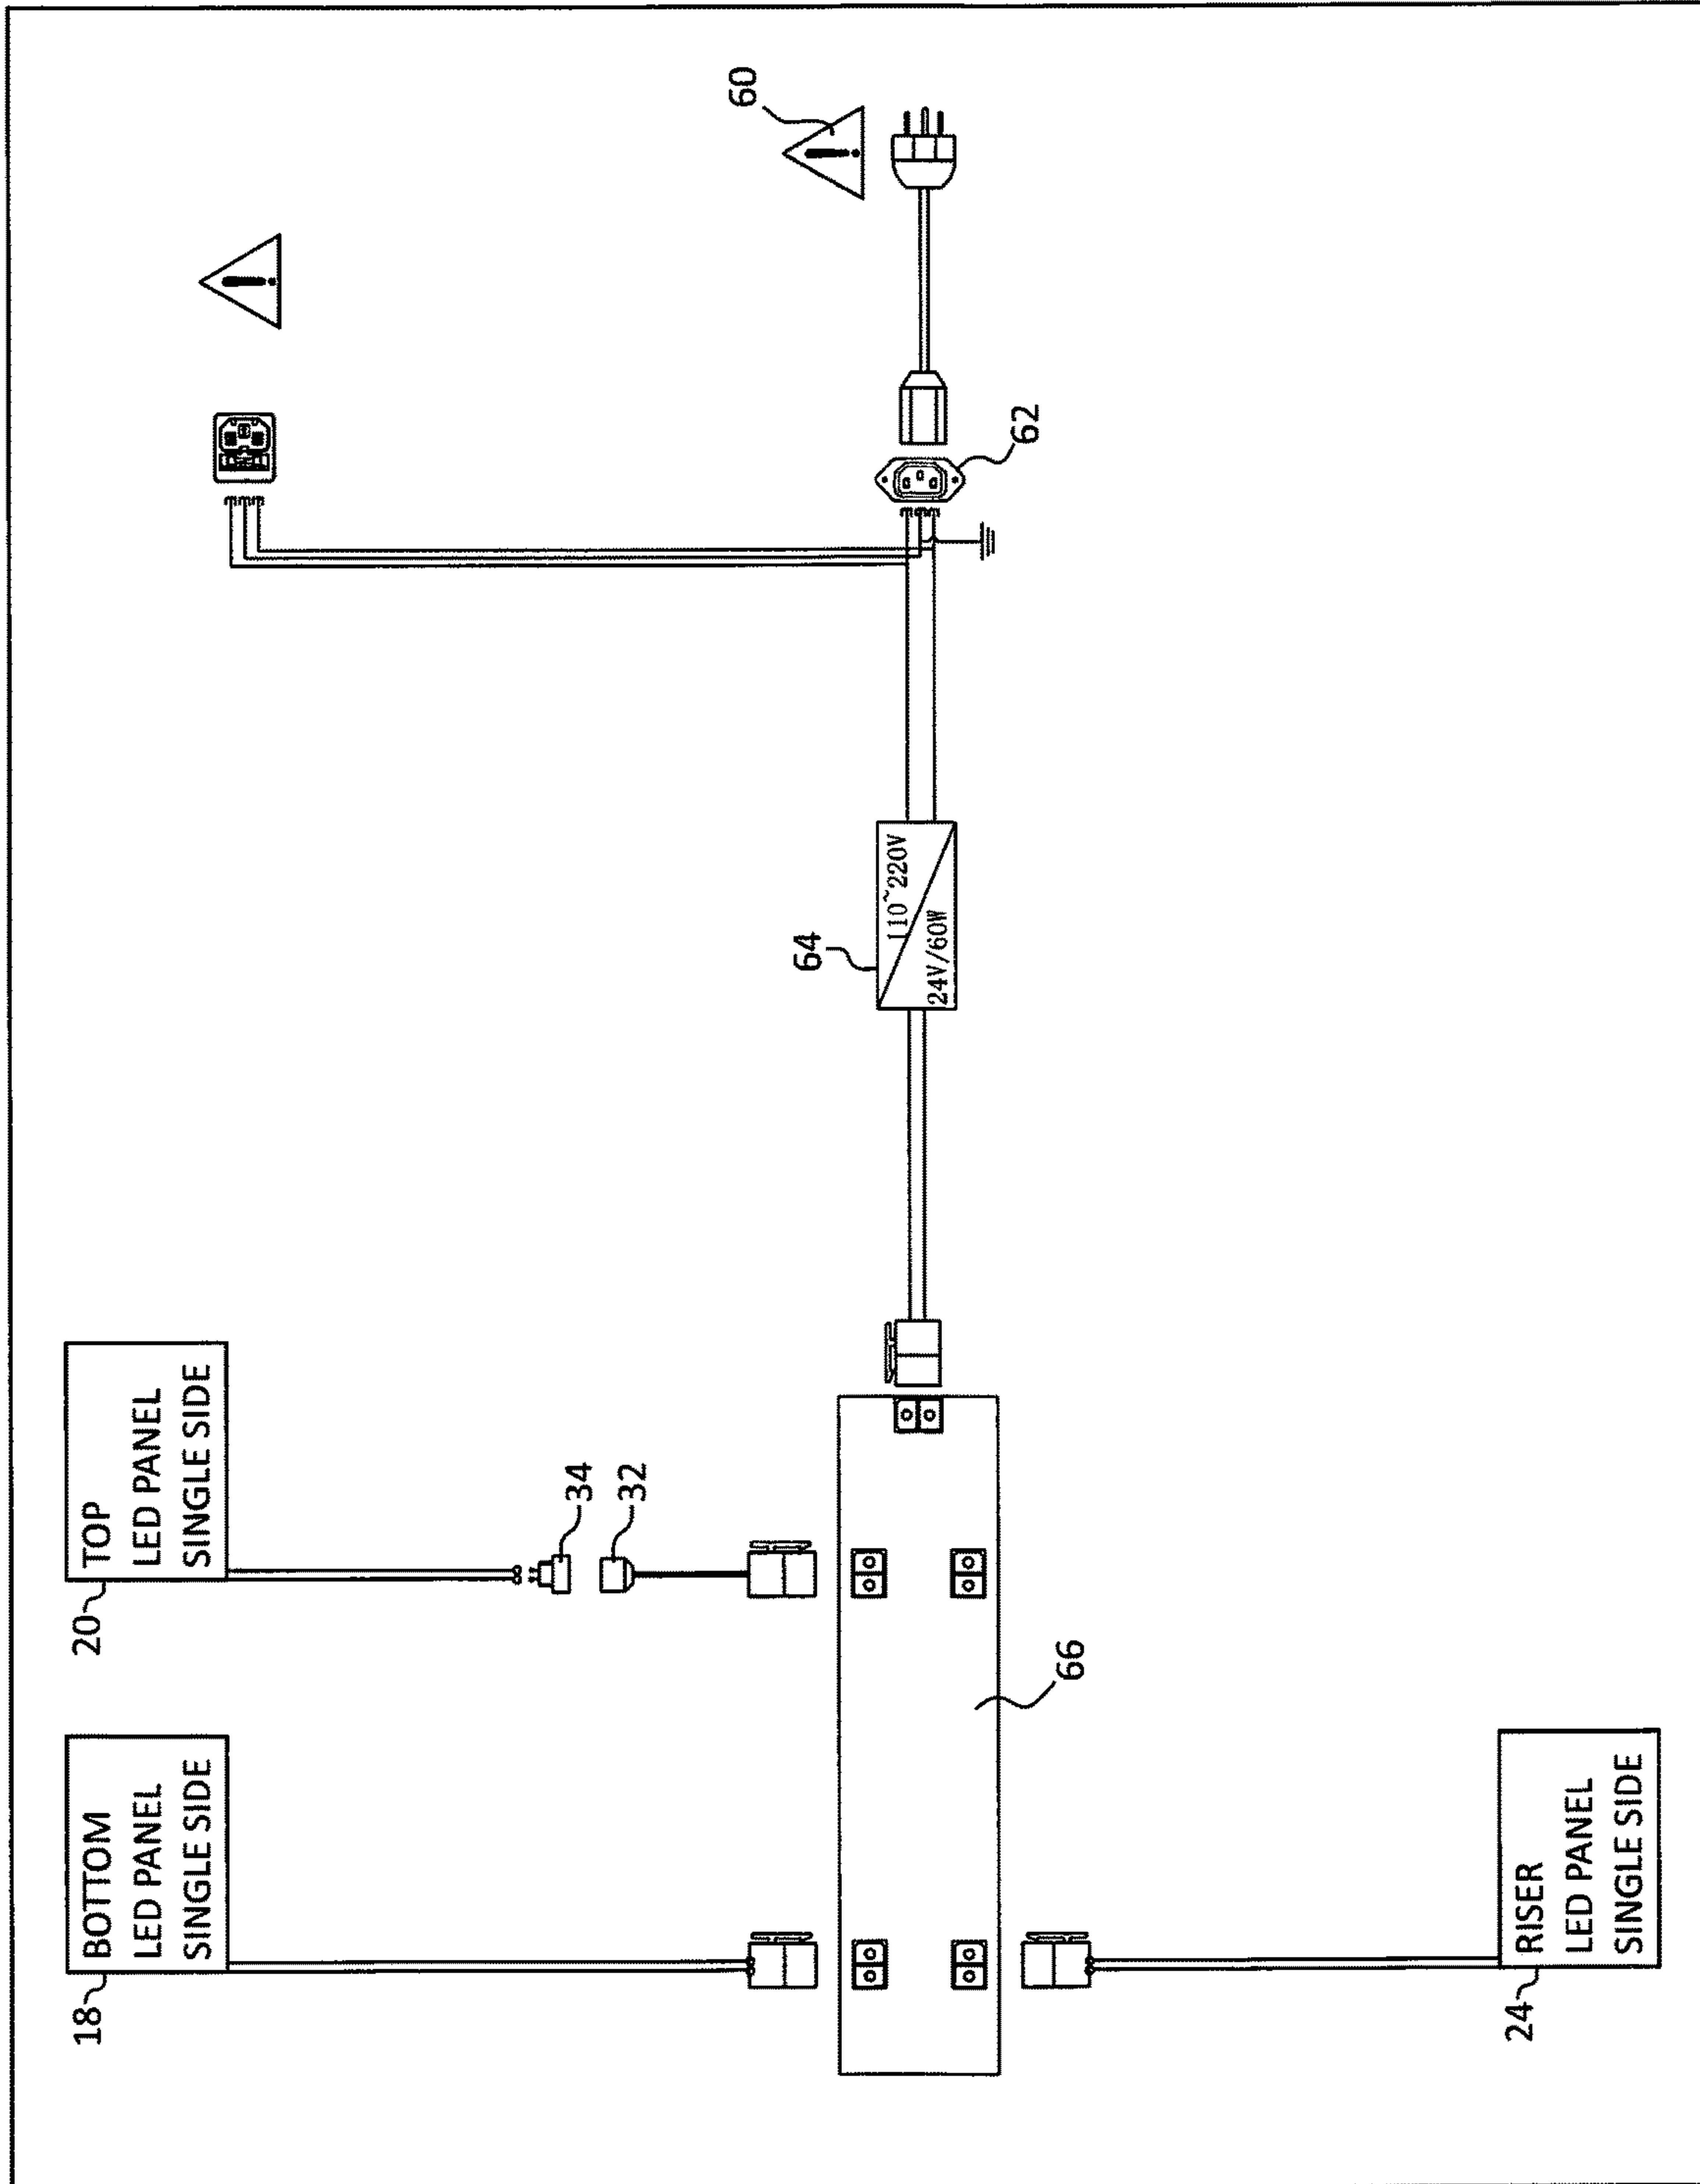 18
BOTTOM
LED PANEL
SINGLE SIDE
20
TOP
LED PANEL
SINGLE SIDE
34
32
66
24
RISER
LED PANEL
SINGLE SIDE
64
110~220V
24V/60W
62
60
!
!